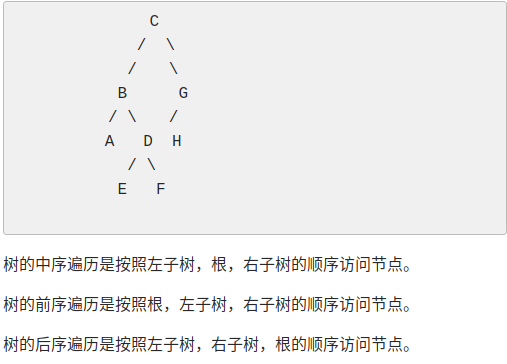 C
/ \
/ \
B G
/ \ /
A D H
/ \
E F
树的中序遍历是按照左子树，根，右子树的顺序访问节点。
树的前序遍历是按照根，左子树，右子树的顺序访问节点。
树的后序遍历是按照左子树，右子树，根的顺序访问节点。